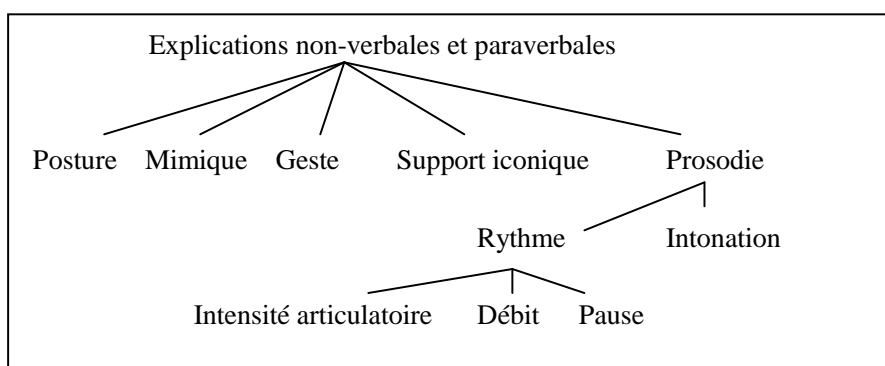 Explications non-verbales et paraverbales
Posture Mimique Geste Support iconique Prosodie
Rythme Intonation
Intensité articulatoire Débit Pause